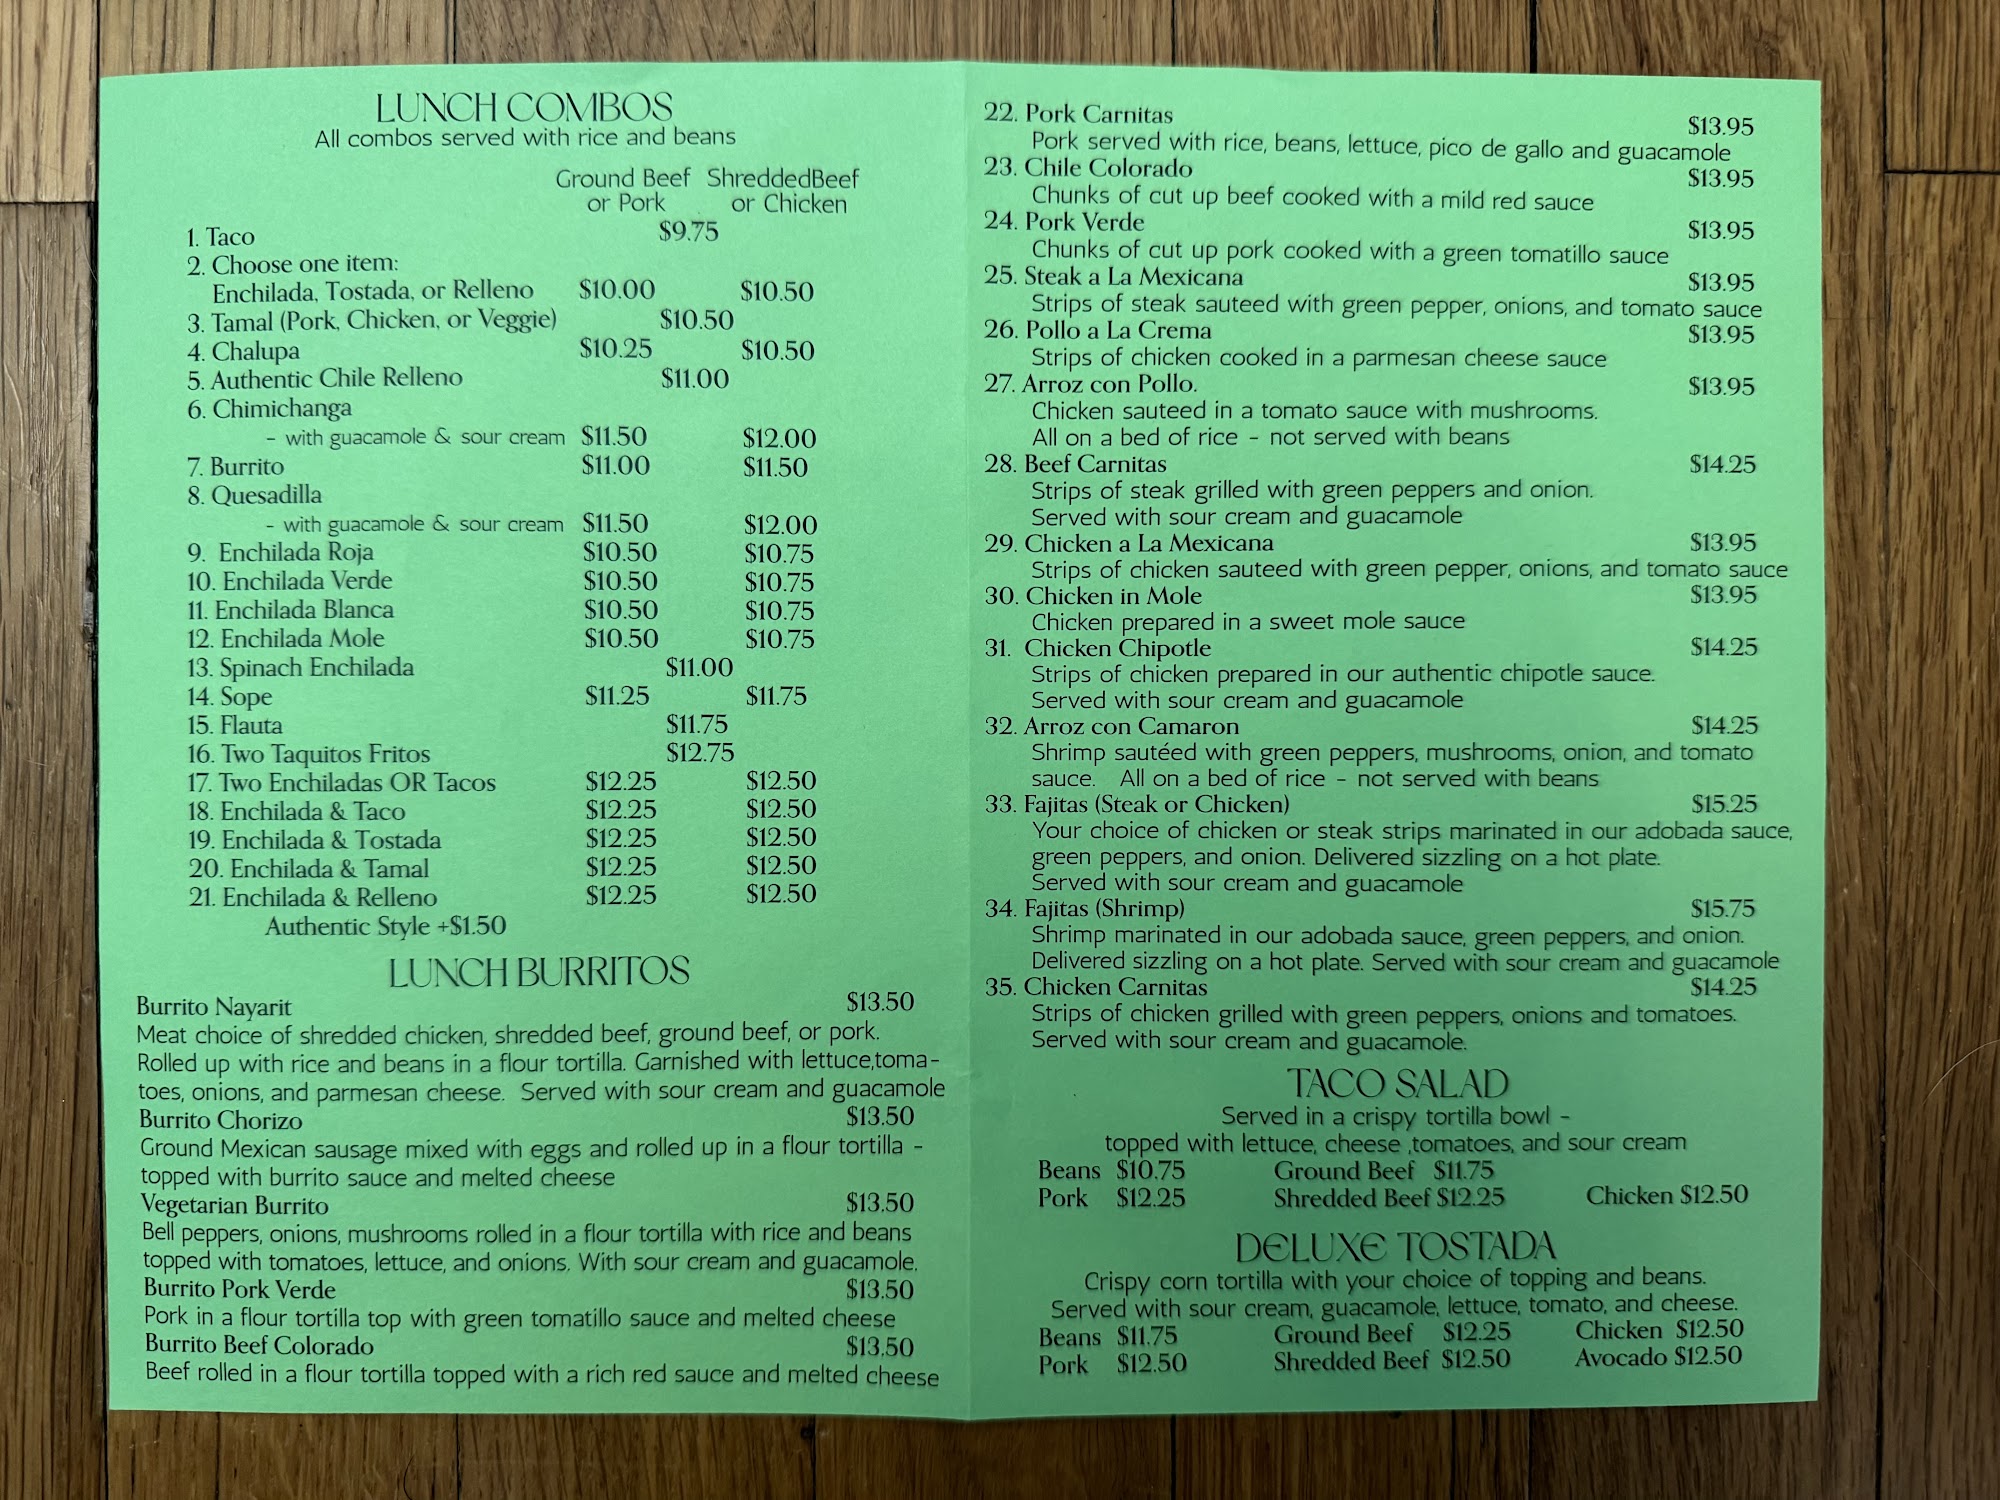 LUNCH COMBOS
All combos served with rice and beans
Ground Beef ShreddedBeef
or Pork or Chicken
1. Taco $9.75
2. Choose one item:
Enchilada, Tostada, or Relleno $10.00 $10.50
3. Tamal (Pork, Chicken, or Veggie) $10.50
4. Chalupa $10.25 $10.50
5. Authentic Chile Relleno $11.00
6. Chimichanga
- with guacamole & sour cream $11.50 $12.00
7. Burrito $11.00 $11.50
8. Quesadilla
- with guacamole & sour cream $11.50 $12.00
9. Enchilada Roja $10.50 $10.75
10. Enchilada Verde $10.50 $10.75
11. Enchilada Blanca $10.50 $10.75
12. Enchilada Mole $10.50 $10.75
13. Spinach Enchilada $11.00
14. Sope $11.25 $11.75
15. Flauta $11.75
16. Two Taquitos Fritos $12.75
17. Two Enchiladas OR Tacos $12.25 $12.50
18. Enchilada & Taco $12.25 $12.50
19. Enchilada & Tostada $12.25 $12.50
20. Enchilada & Tamal $12.25 $12.50
21. Enchilada & Relleno $12.25 $12.50
Authentic Style +$1.50
LUNCH BURRITOS
Burrito Nayarit $13.50
Meat choice of shredded chicken, shredded beef, ground beef, or pork.
Rolled up with rice and beans in a flour tortilla. Garnished with lettuce,toma-
toes, onions, and parmesan cheese. Served with sour cream and guacamole
Burrito Chorizo $13.50
Ground Mexican sausage mixed with eggs and rolled up in a flour tortilla -
topped with burrito sauce and melted cheese
Vegetarian Burrito $13.50
Bell peppers, onions, mushrooms rolled in a flour tortilla with rice and beans
topped with tomatoes, lettuce, and onions. With sour cream and guacamole.
Burrito Pork Verde $13.50
Pork in a flour tortilla top with green tomatillo sauce and melted cheese
Burrito Beef Colorado $13.50
Beef rolled in a flour tortilla topped with a rich red sauce and melted cheese
22. Pork Carnitas $13.95
Pork served with rice, beans, lettuce, pico de gallo and guacamole
23. Chile Colorado $13.95
Chunks of cut up beef cooked with a mild red sauce
24. Pork Verde $13.95
Chunks of cut up pork cooked with a green tomatillo sauce
25. Steak a La Mexicana $13.95
Strips of steak sauteed with green pepper, onions, and tomato sauce
26. Pollo a La Crema $13.95
Strips of chicken cooked in a parmesan cheese sauce
27. Arroz con Pollo. $13.95
Chicken sauteed in a tomato sauce with mushrooms.
All on a bed of rice - not served with beans
28. Beef Carnitas $14.25
Strips of steak grilled with green peppers and onion.
Served with sour cream and guacamole
29. Chicken a La Mexicana $13.95
Strips of chicken sauteed with green pepper, onions, and tomato sauce
30. Chicken in Mole $13.95
Chicken prepared in a sweet mole sauce
31. Chicken Chipotle $14.25
Strips of chicken prepared in our authentic chipotle sauce.
Served with sour cream and guacamole
32. Arroz con Camaron $14.25
Shrimp sautéed with green peppers, mushrooms, onion, and tomato
sauce. All on a bed of rice - not served with beans
33. Fajitas (Steak or Chicken) $15.25
Your choice of chicken or steak strips marinated in our adobada sauce,
green peppers, and onion. Delivered sizzling on a hot plate.
Served with sour cream and guacamole
34. Fajitas (Shrimp) $15.75
Shrimp marinated in our adobada sauce, green peppers, and onion.
Delivered sizzling on a hot plate. Served with sour cream and guacamole
35. Chicken Carnitas $14.25
Strips of chicken grilled with green peppers, onions and tomatoes.
Served with sour cream and guacamole.
TACO SALAD
Served in a crispy tortilla bowl -
topped with lettuce, cheese ,tomatoes, and sour cream
Beans $10.75 Ground Beef $11.75
Pork $12.25 Shredded Beef $12.25 Chicken $12.50
DELUXE TOSTADA
Crispy corn tortilla with your choice of topping and beans.
Served with sour cream, guacamole, lettuce, tomato, and cheese.
Beans $11.75 Ground Beef $12.25 Chicken $12.50
Pork $12.50 Shredded Beef $12.50 Avocado $12.50